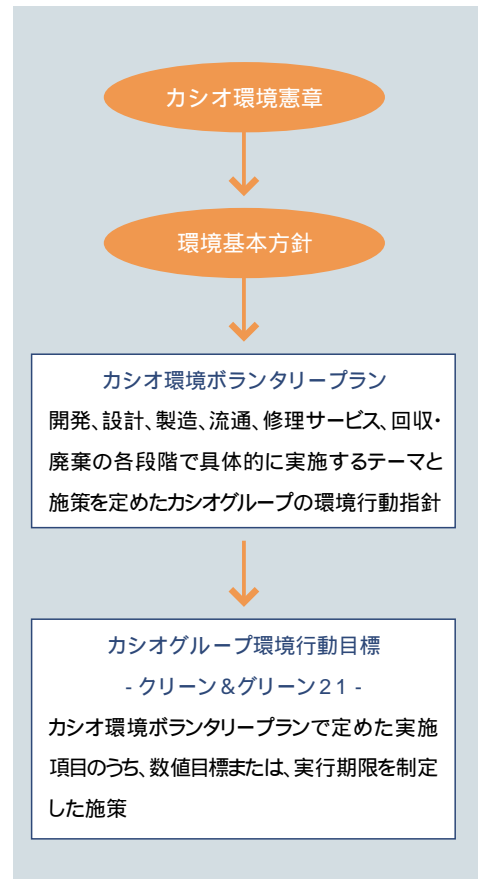 カシオ環境憲章
環境基本方針
カシオ環境ボランタリープラン
開発、設計、製造、流通、修理サービス、回収・
廃棄の各段階で具体的に実施するテーマと
施策を定めたカシオグループの環境行動指針
カシオグループ環境行動目標
- クリーン&グリーン21 -
カシオ環境ボランタリープランで定めた実施
項目のうち、数値目標または、実行期限を制定
した施策